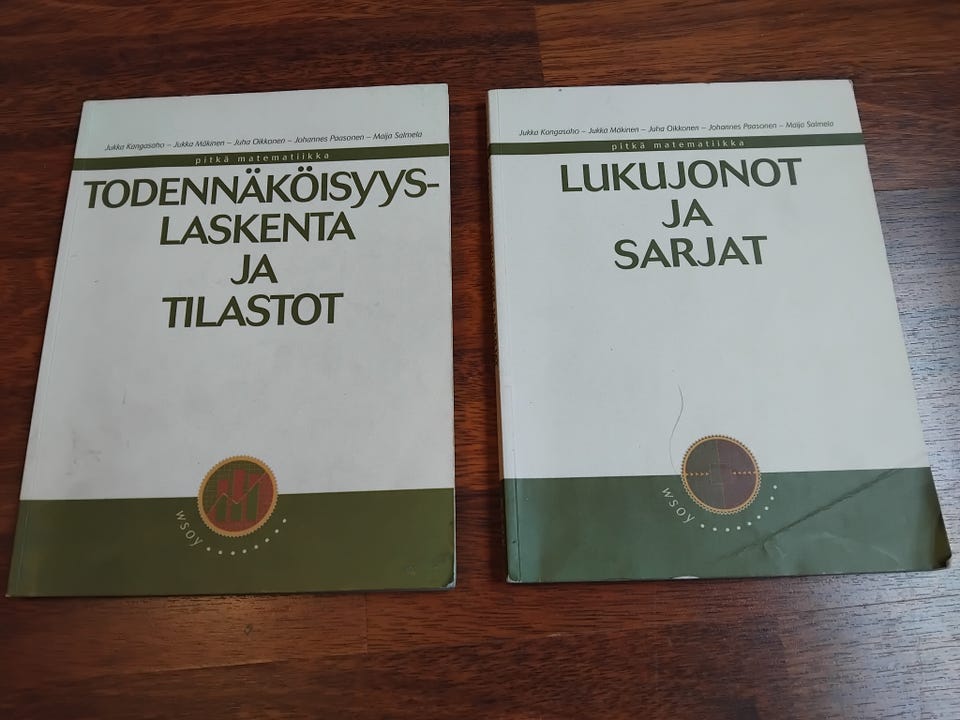 Jukka Kangasaho – Jukka Mäkinen – Juha Oikkonen – Johannes Paasonen – Maija Salmela
pitkä matematiikka
TODENNÄKÖISYYS-
LASKENTA
JA
TILASTOT
wsoy
Jukka Kangasaho – Jukka Mäkinen – Juha Oikkonen – Johannes Paasonen – Maija Salmela
pitkä matematiikka
LUKUJONOT
JA
SARJAT
wsoy